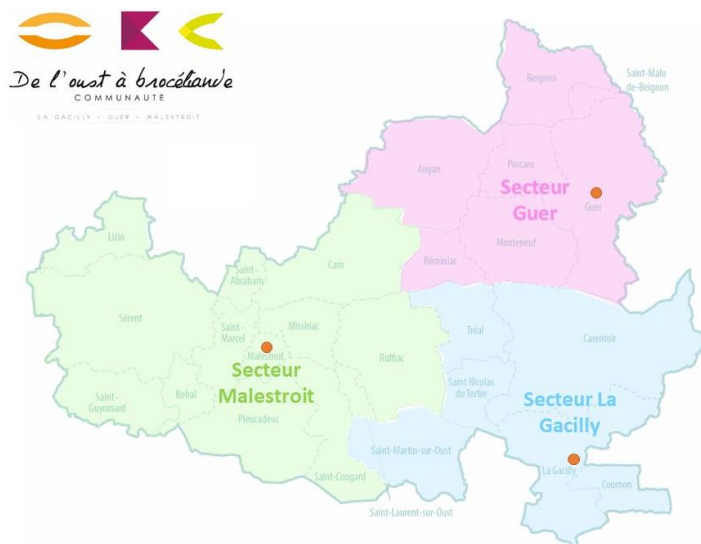 De l'oust à brocéliande
COMMUNAUTÉ
LA GACILLY - GUER - MALESTROIT
Beignon
Saint-Malo
de-Beignon
Augan
Porcaro
Secteur
Guer
Guer
Monteneuf
Réminiac
Lizio
Caro
Saint-
Abraham
Sérent
Saint-
Marcel
Missiriac
Tréal
Carentoir
Malestroit
Ruffiac
Secteur
Malestroit
Saint Nicolas
du Tertre
Secteur La
Gacilly
Saint-
Guyomard
Bohal
Pleucadeuc
Saint-Martin-sur-Oust
Saint-Congard
La Gacilly
Cournon
Saint-Laurent-sur-Oust